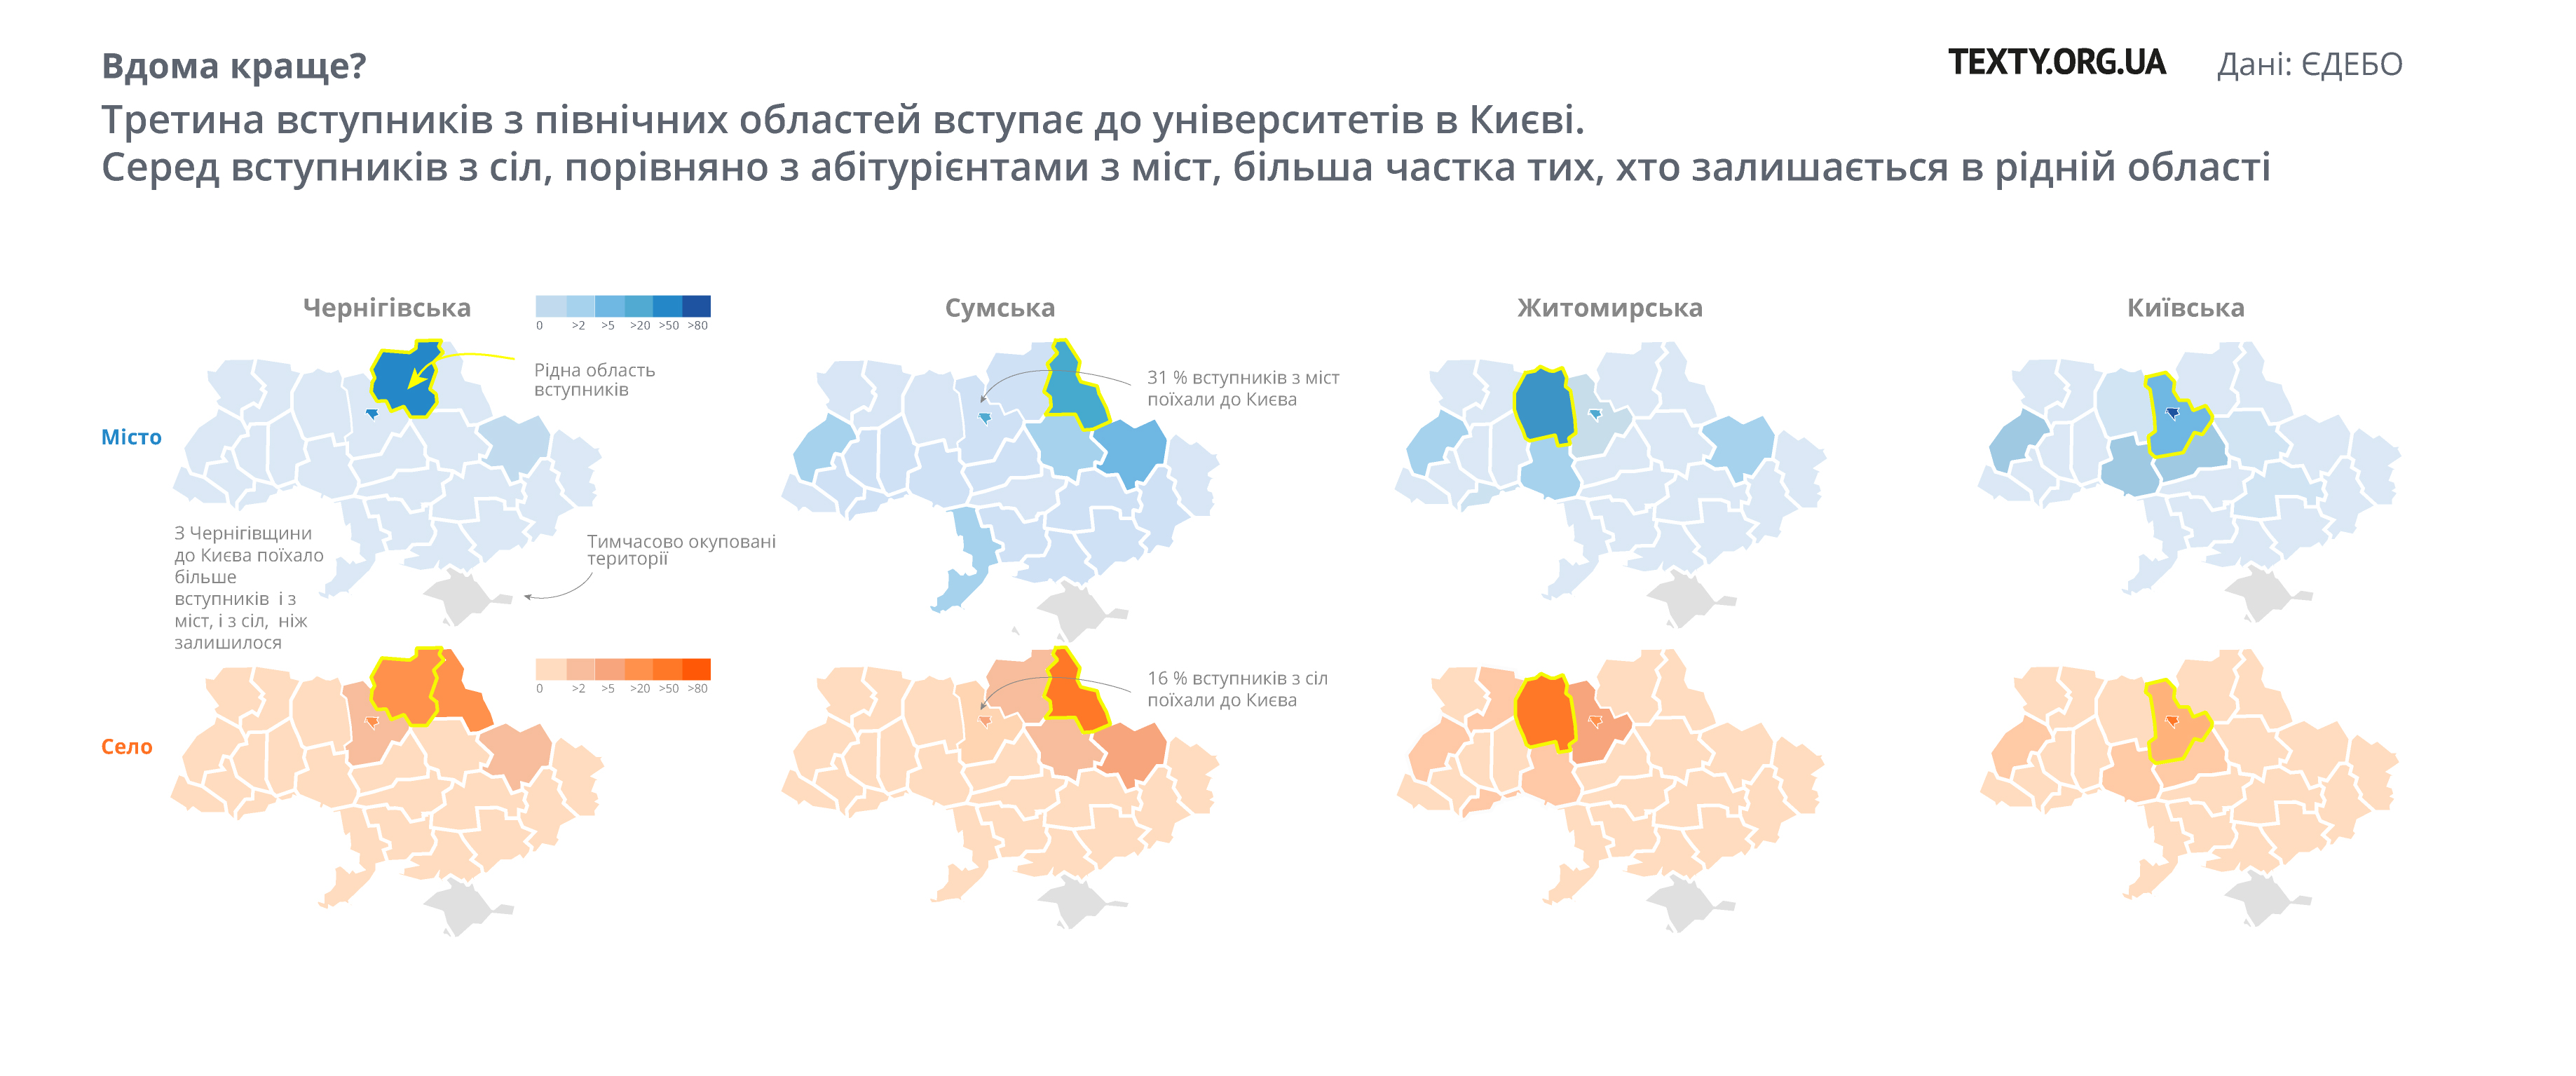 Вдома краще?
TEXTY.ORG.UA
Дані: ЄДЕБО
Третина вступників з північних областей вступає до університетів в Києві.
Серед вступників з сіл, порівняно з абітурієнтами з міст, більша частка тих, хто залишається в рідній області
Чернігівська
Сумська
Житомирська
Київська
0 >2 >5 >20 >50 >80
Рідна область
вступників
31 % вступників з міст
поїхали до Києва
Місто
З Чернігівщини
до Києва поїхало
більше
вступників і з
міст, і з сіл, ніж
залишилося
Тимчасово окуповані
території
0 >2 >5 >20 >50 >80
16 % вступників з сіл
поїхали до Києва
Село